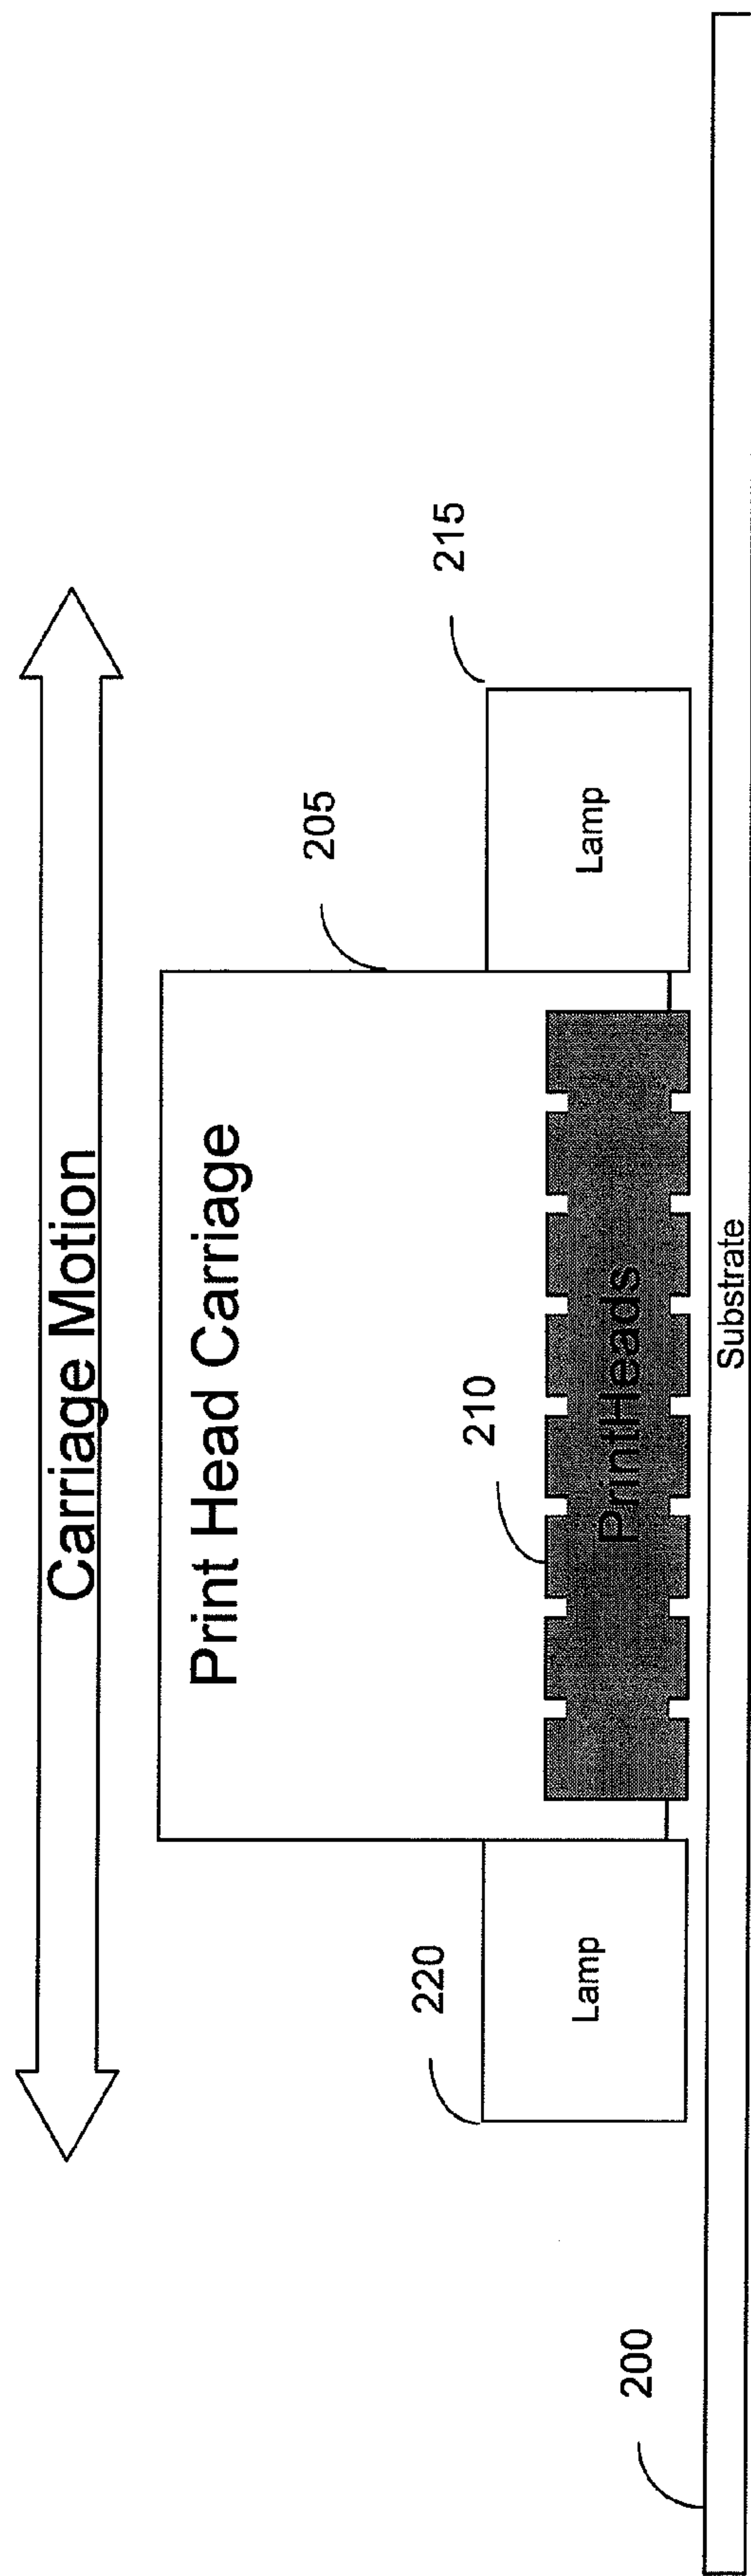 Carriage Motion
Print Head Carriage
205
215
220
210
Lamp
PrintHeads
Lamp
200
Substrate